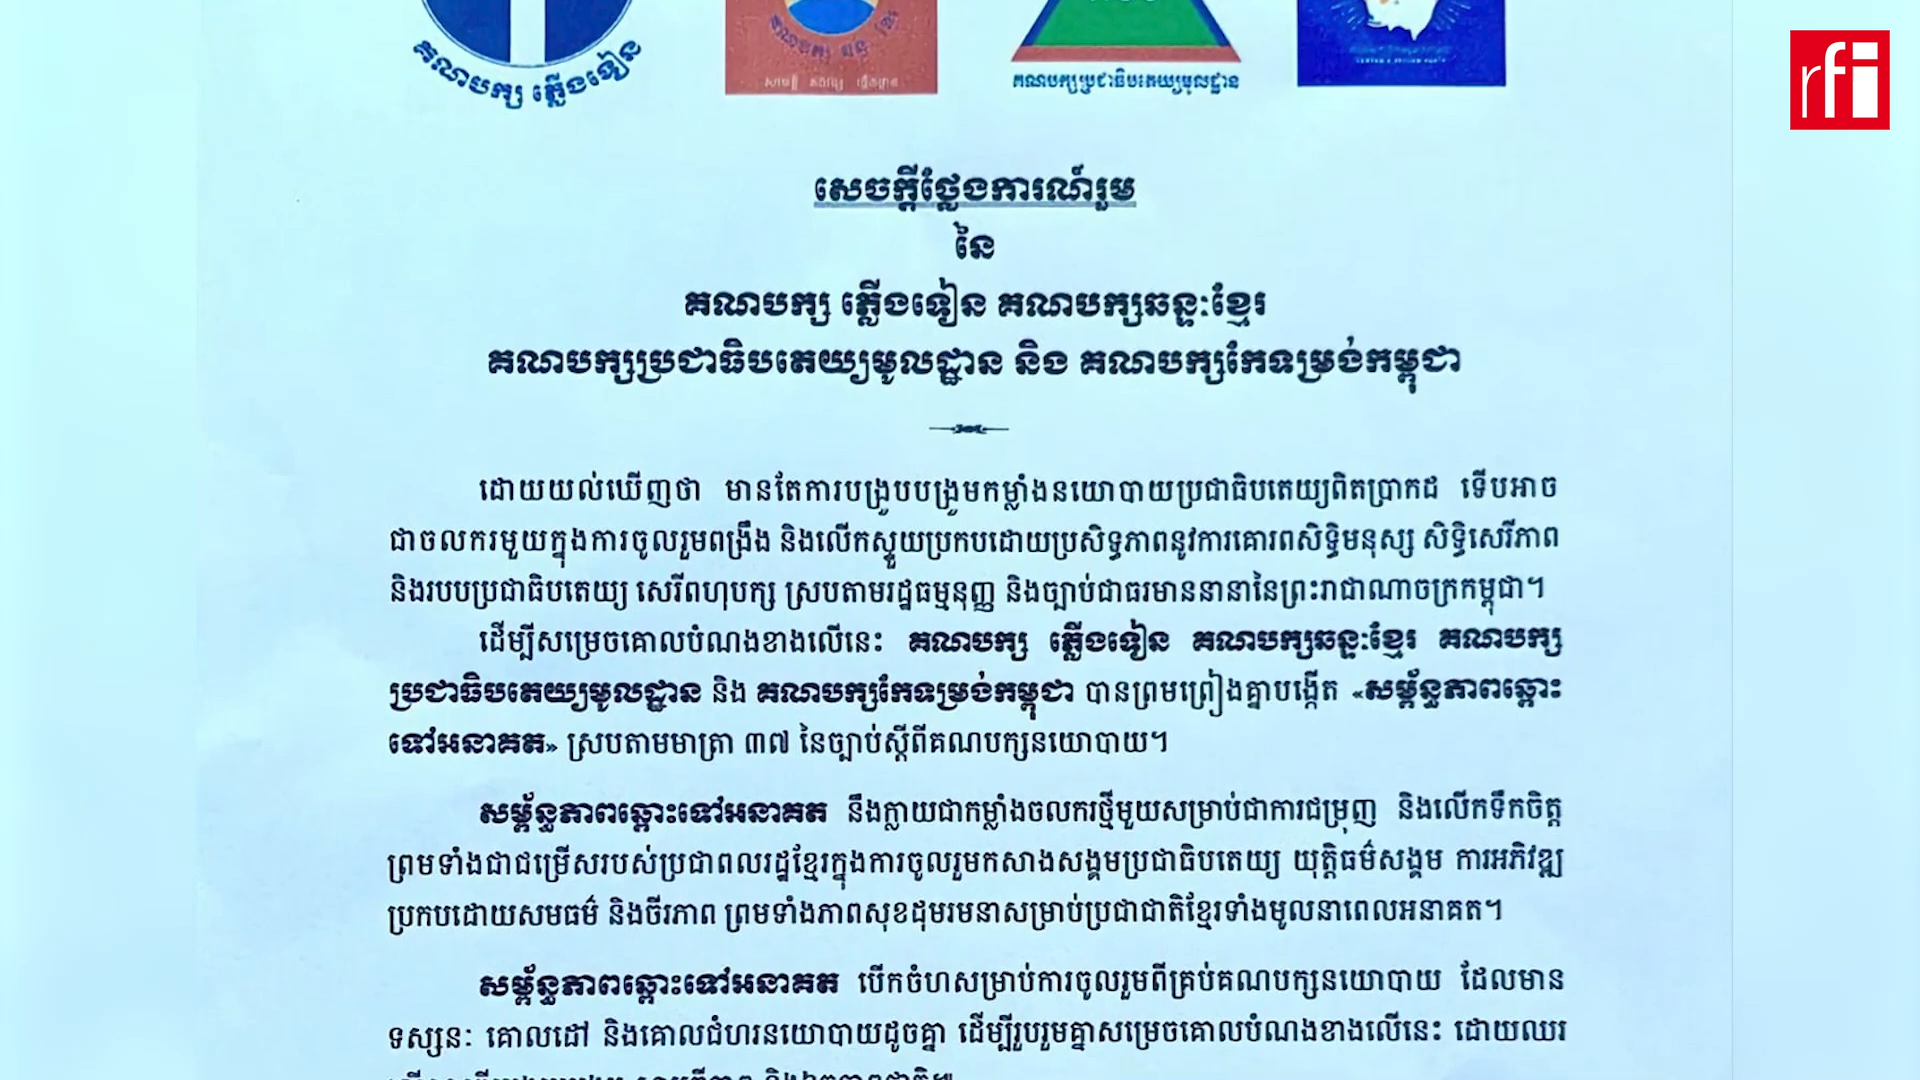 គណបក្ស ភ្លើងទៀន
គណបក្ស ឆន្ទៈខ្មែរ
គណបក្សប្រជាធិបតេយ្យមូលដ្ឋាន
rfi
សេចក្ដីថ្លែងការណ៍រួម
នៃ
គណបក្ស ភ្លើងទៀន គណបក្សឆន្ទៈខ្មែរ
គណបក្សប្រជាធិបតេយ្យមូលដ្ឋាន និង គណបក្សកែទម្រង់កម្ពុជា
ដោយយល់ឃើញថា មានតែការបង្រួបបង្រួមកម្លាំងនយោបាយប្រជាធិបតេយ្យពិតប្រាកដ ទើបអាច
ជាចលករមួយក្នុងការចូលរួមពង្រឹង និងលើកស្ទួយប្រកបដោយប្រសិទ្ធភាពនូវការគោរពសិទ្ធិមនុស្ស សិទ្ធិសេរីភាព
និងរបបប្រជាធិបតេយ្យ សេរីពហុបក្ស ស្របតាមរដ្ឋធម្មនុញ្ញ និងច្បាប់ជាធរមាននានានៃព្រះរាជាណាចក្រកម្ពុជា។
ដើម្បីសម្រេចគោលបំណងខាងលើនេះ គណបក្ស ភ្លើងទៀន គណបក្សឆន្ទៈខ្មែរ គណបក្ស
ប្រជាធិបតេយ្យមូលដ្ឋាន និង គណបក្សកែទម្រង់កម្ពុជា បានព្រមព្រៀងគ្នាបង្កើត «សម្ព័ន្ធភាពឆ្ពោះ
ទៅអនាគត» ស្របតាមមាត្រា ៣៧ នៃច្បាប់ស្ដីពីគណបក្សនយោបាយ។
សម្ព័ន្ធភាពឆ្ពោះទៅអនាគត នឹងក្លាយជាកម្លាំងចលករថ្មីមួយសម្រាប់ជាការជម្រុញ និងលើកទឹកចិត្ត
ព្រមទាំងជាជម្រើសរបស់ប្រជាពលរដ្ឋខ្មែរក្នុងការចូលរួមកសាងសង្គមប្រជាធិបតេយ្យ យុត្តិធម៌សង្គម ការអភិវឌ្ឍ
ប្រកបដោយសមធម៌ និងចីរភាព ព្រមទាំងភាពសុខដុមរមនាសម្រាប់ប្រជាជាតិខ្មែរទាំងមូលនាពេលអនាគត។
សម្ព័ន្ធភាពឆ្ពោះទៅអនាគត បើកចំហសម្រាប់ការចូលរួមពីគ្រប់គណបក្សនយោបាយ ដែលមាន
ទស្សនៈ គោលដៅ និងគោលជំហរនយោបាយដូចគ្នា ដើម្បីរួបរួមគ្នាសម្រេចគោលបំណងខាងលើនេះ ដោយឈរ